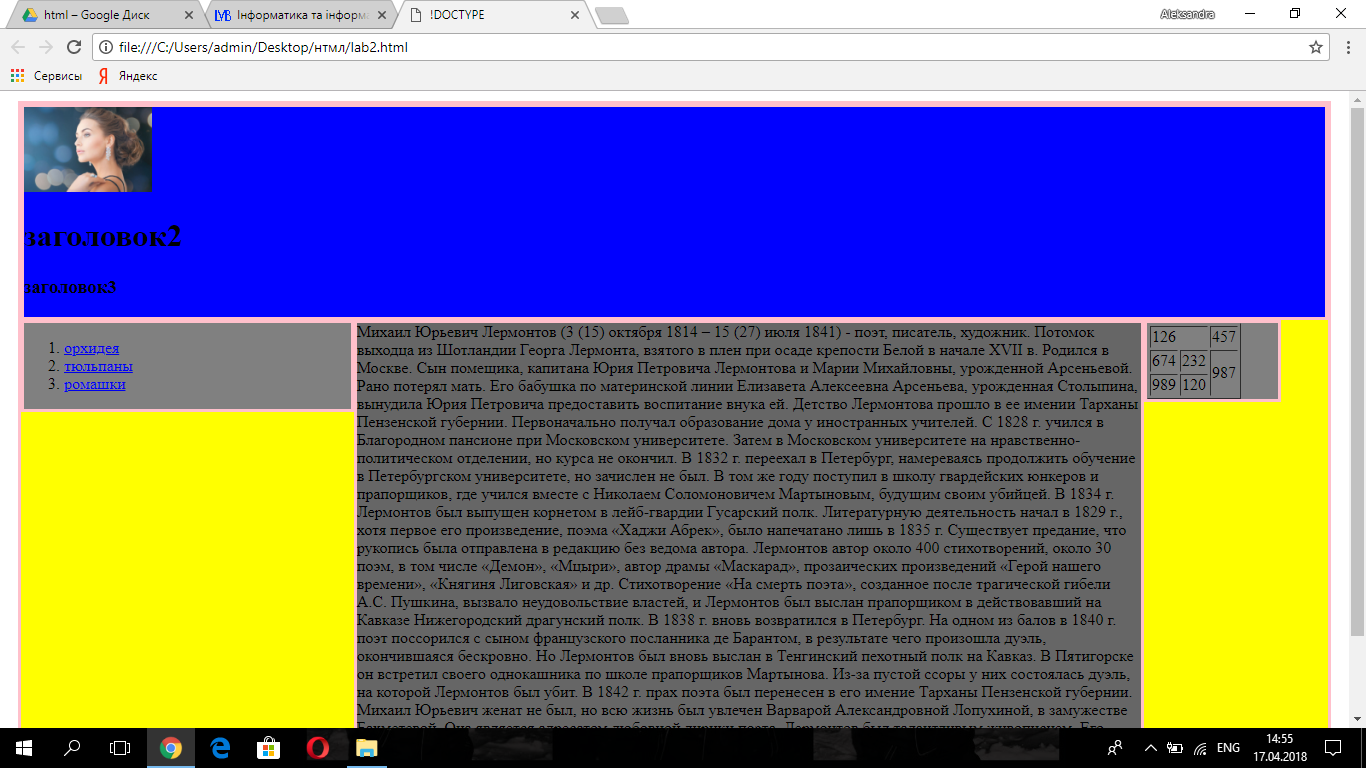 html – Google Диск
Інформатика та інформа
!DOCTYPE
Aleksandra
file:///C:/Users/admin/Desktop/нтмл/lab2.html
Сервисы
Яндекс
заголовок2
заголовок3
1. орхидея
2. тюльпаны
3. ромашки
Михаил Юрьевич Лермонтов (3 (15) октября 1814 – 15 (27) июля 1841) - поэт, писатель, художник. Потомок
выходца из Шотландии Георга Лермонта, взятого в плен при осаде крепости Белой в начале XVII в. Родился в
Москве. Сын помещика, капитана Юрия Петровича Лермонтова и Марии Михайловны, урожденной Арсеньевой.
Рано потерял мать. Его бабушка по материнской линии Елизавета Алексеевна Арсеньева, урожденная Столыпина,
вынудила Юрия Петровича предоставить воспитание внука ей. Детство Лермонтова прошло в ее имении Тарханы
Пензенской губернии. Первоначально получал образование дома у иностранных учителей. С 1828 г. учился в
Благородном пансионе при Московском университете. Затем в Московском университете на нравственно-
политическом отделении, но курса не окончил. В 1832 г. переехал в Петербург, намереваясь продолжить обучение
в Петербургском университете, но зачислен не был. В том же году поступил в школу гвардейских юнкеров и
прапорщиков, где учился вместе с Николаем Соломоновичем Мартыновым, будущим своим убийцей. В 1834 г.
Лермонтов был выпущен корнетом в лейб-гвардии Гусарский полк. Литературную деятельность начал в 1829 г.,
хотя первое его произведение, поэма «Хаджи Абрек», было напечатано лишь в 1835 г. Существует предание, что
рукопись была отправлена в редакцию без ведома автора. Лермонтов автор около 400 стихотворений, около 30
поэм, в том числе «Демон», «Мцыри», автор драмы «Маскарад», прозаических произведений «Герой нашего
времени», «Княгиня Лиговская» и др. Стихотворение «На смерть поэта», созданное после трагической гибели
А.С. Пушкина, вызвало неудовольствие властей, и Лермонтов был выслан прапорщиком в действовавший на
Кавказе Нижегородский драгунский полк. В 1838 г. вновь возвратился в Петербург. На одном из балов в 1840 г.
поэт поссорился с сыном французского посланника де Барантом, в результате чего произошла дуэль,
окончившаяся бескровно. Но Лермонтов был вновь выслан в Тенгинский пехотный полк на Кавказ. В Пятигорске
он встретил своего однокашника по школе прапорщиков Мартынова. Из-за пустой ссоры у них состоялась дуэль,
на которой Лермонтов был убит. В 1842 г. прах поэта был перенесен в его имение Тарханы Пензенской губернии.
Михаил Юрьевич женат не был, но всю жизнь был увлечен Варварой Александровной Лопухиной, в замужестве
126 457
674 232 987
989 120
ENG
14:55
17.04.2018